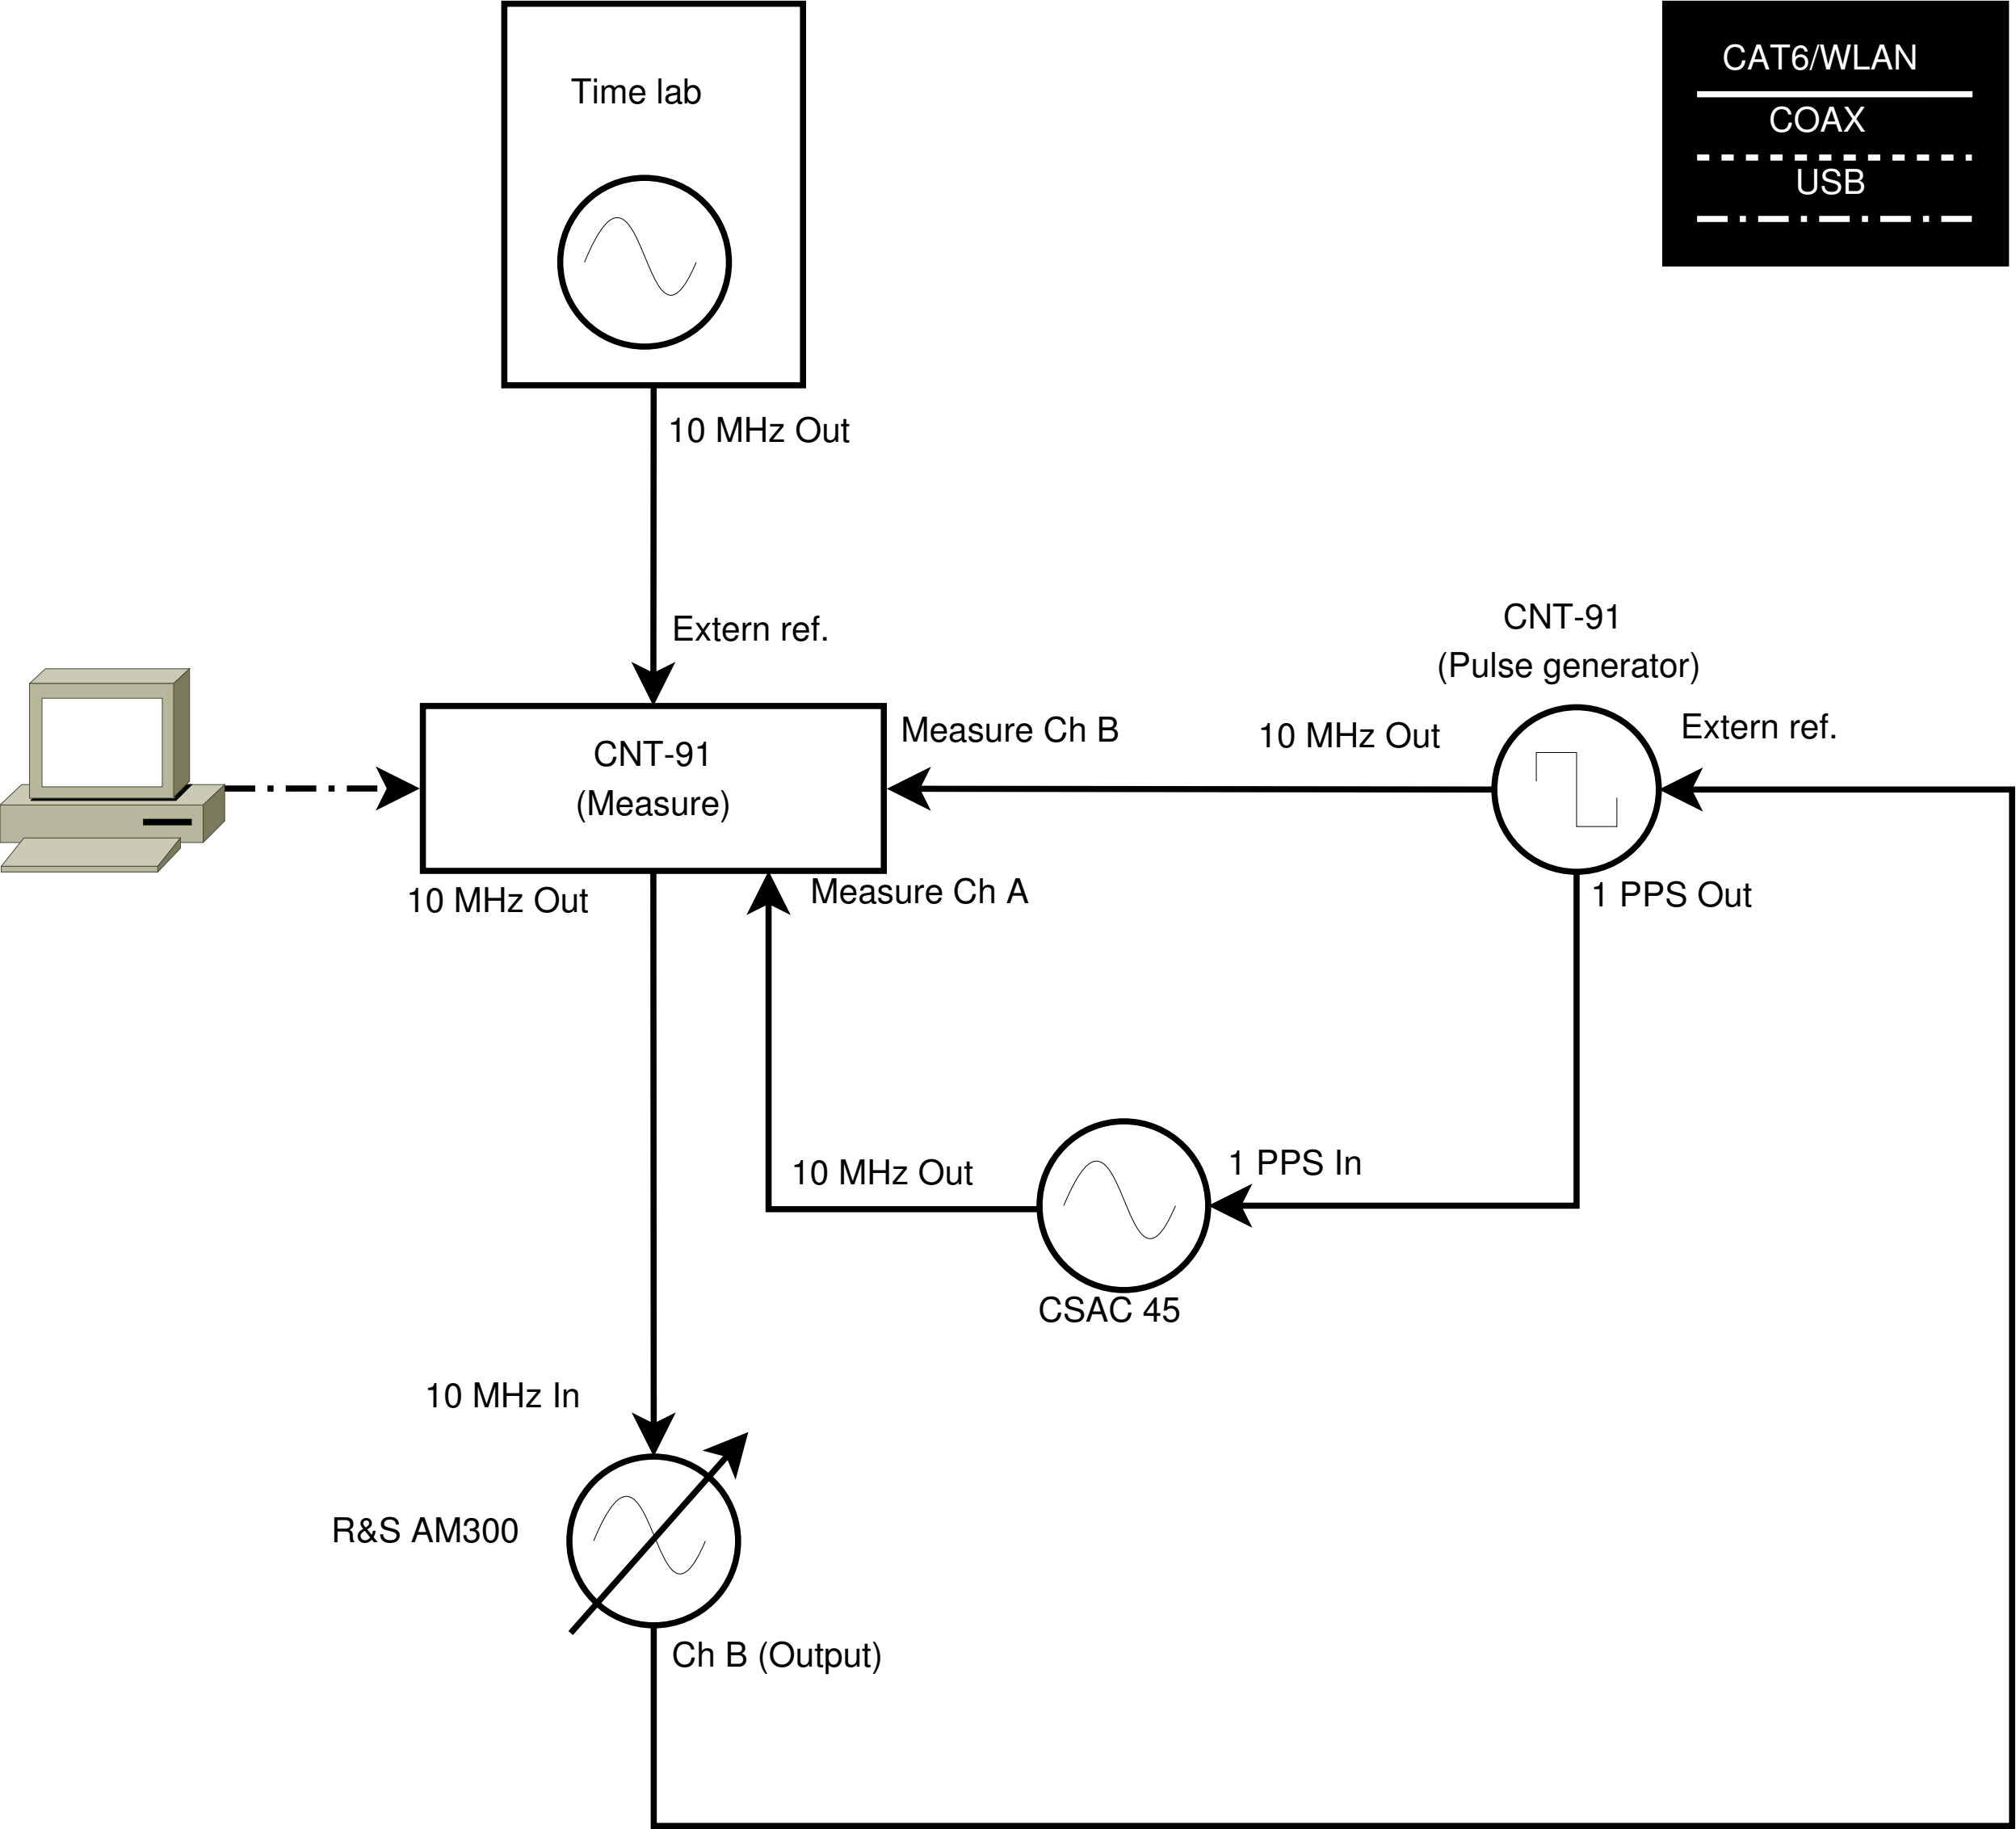 Time lab
CAT6/WLAN
COAX
USB
10 MHz Out
Extern ref.
CNT-91
(Pulse generator)
Extern ref.
10 MHz Out
Measure Ch B
CNT-91
(Measure)
10 MHz Out
Measure Ch A
1 PPS Out
10 MHz Out
1 PPS In
CSAC 45
10 MHz In
R&S AM300
Ch B (Output)